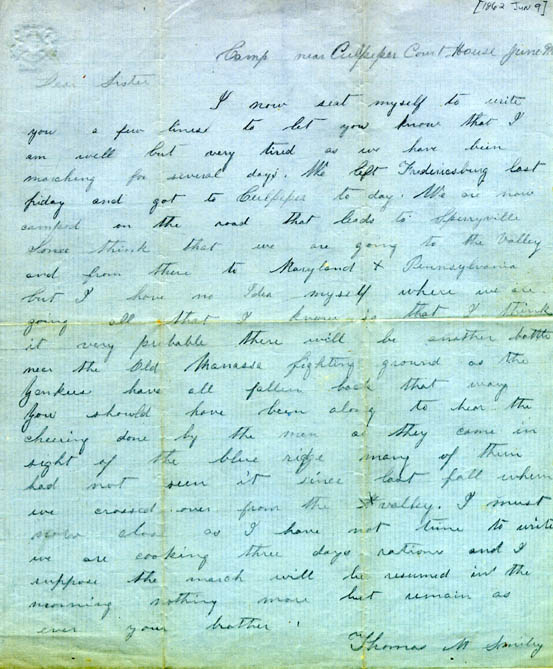 [1862 Jun 9]
Camp near Culpeper Court House June
Dear Sister
I now seat myself to write
you a few lines to let you know that I
am well but very tired as we have been
marching for several days. We left Fredericsburg last
friday and got to Culpeper to day. We are now
camped on the road that leads to Sperryville
Some think that we are going to the Valley
and from there to Maryland & Pennsylvania
but I have no Idea myself where we are
going all that I know is that I think
it very probable there will be another battle
near the Old Manassa fighting ground as the
Yankees have all fallen back that way
You should have been along to hear the
cheering done by the men as they came in
sight of the blue ridge many of them
had not seen it since last fall when
we crossed over from the valley. I must
now close as I have not time to write
we are cooking three days rations and I
suppose the march will be resumed in the
morning nothing more but remain as
ever your brother
Thomas M Smiley